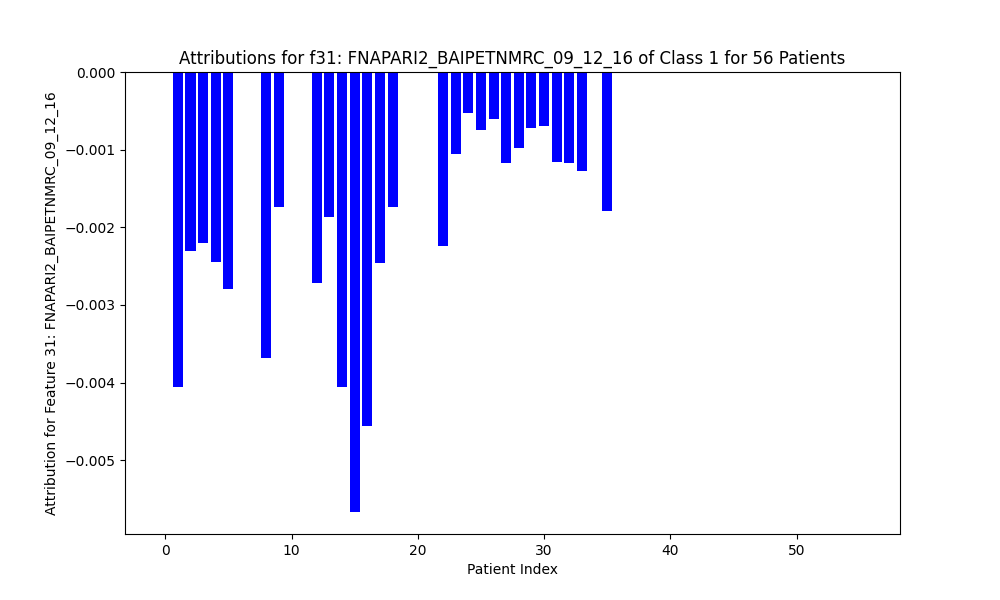 Attributions for f31: FNAPARI2_BAIPETNMRC_09_12_16 of Class 1 for 56 Patients
Attribution for Feature 31: FNAPARI2_BAIPETNMRC_09_12_16
0.000
−0.001
−0.002
−0.003
−0.004
−0.005
0 10 20 30 40 50
Patient Index